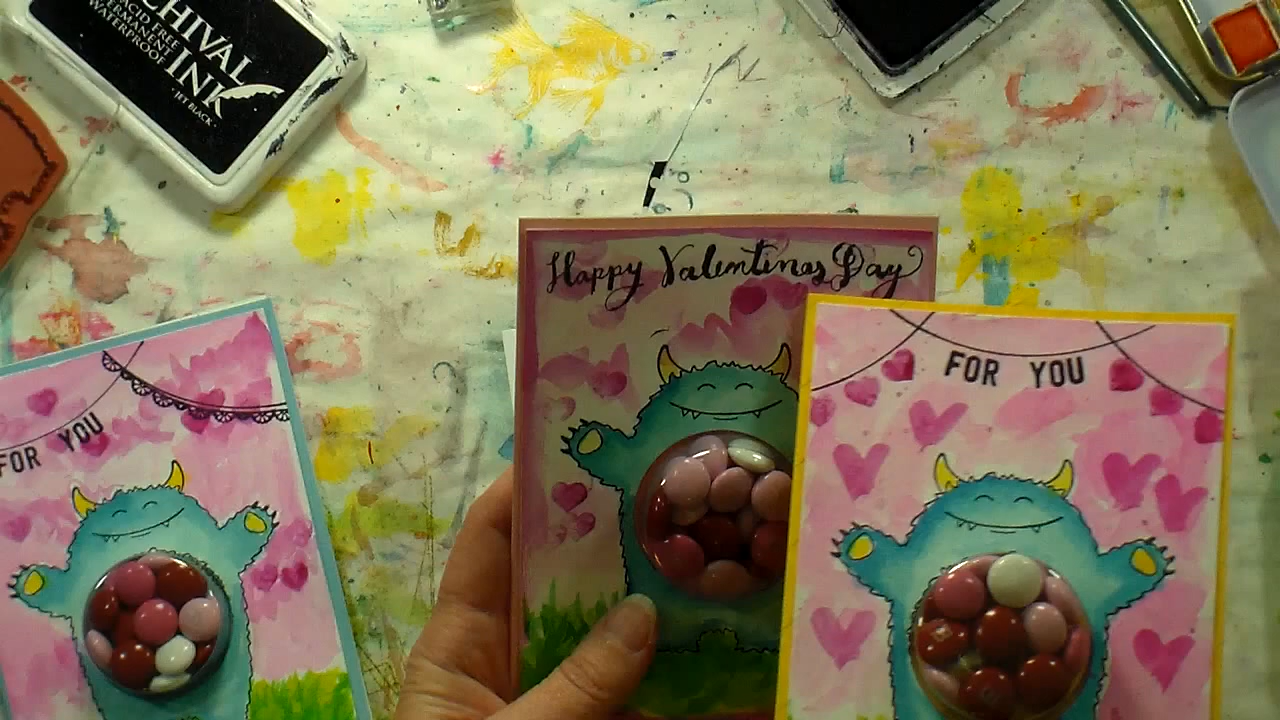 ARCHIVAL
ACID FREE
PERMANENT
WATERPROOF
INK
JET BLACK
Happy Valentines Day
FOR YOU
FOR YOU